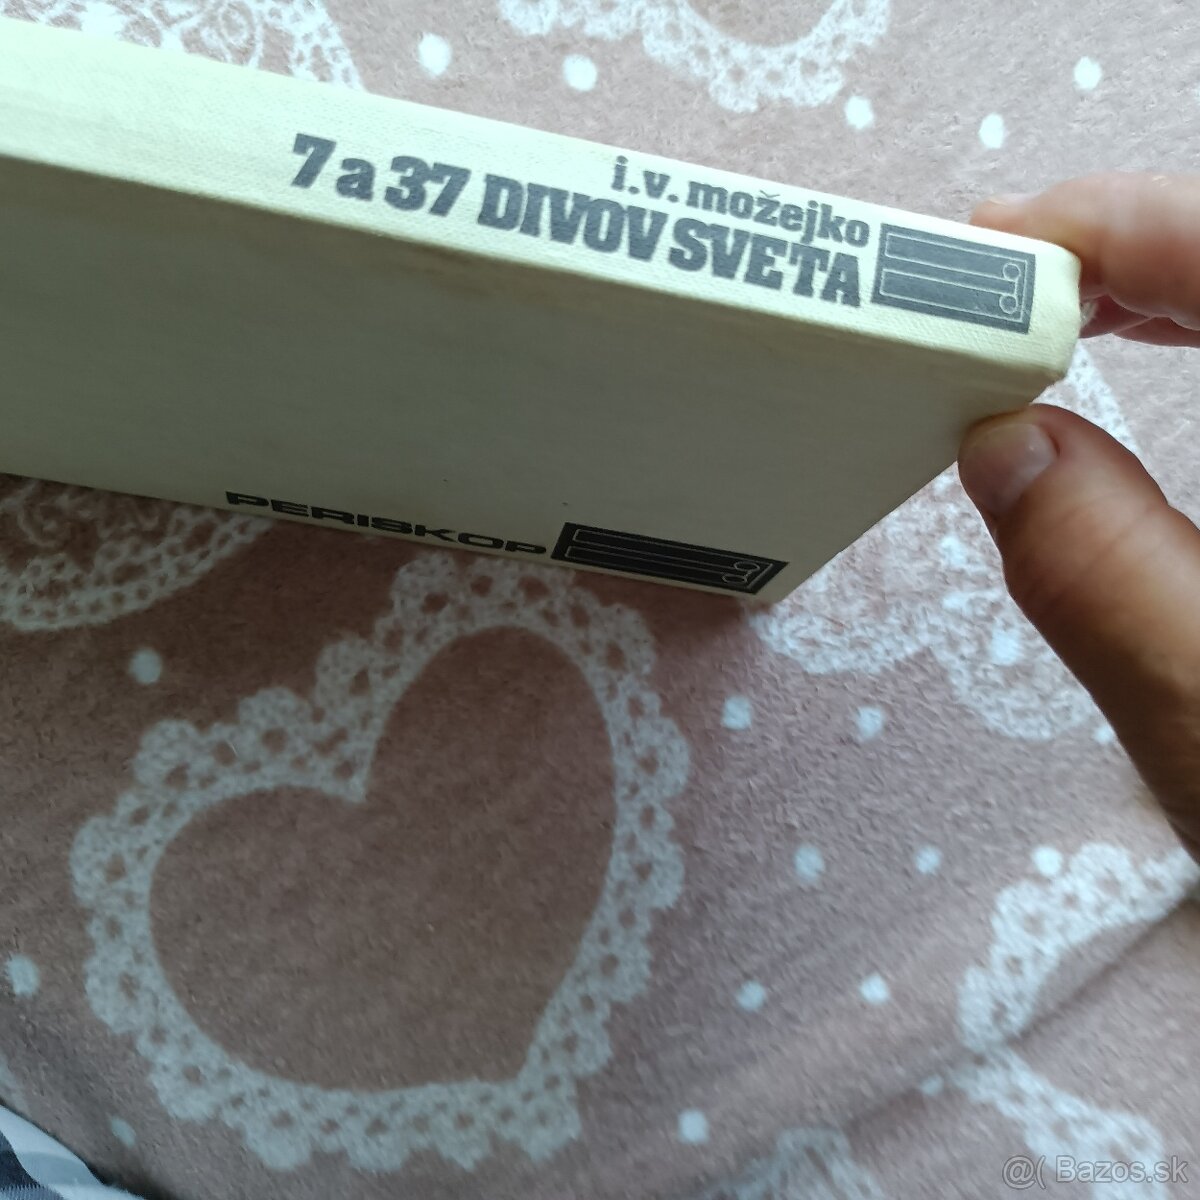 i.v. možejko
7 a 37 DIVOV SVETA
PERISKOP
@( Bazos.sk